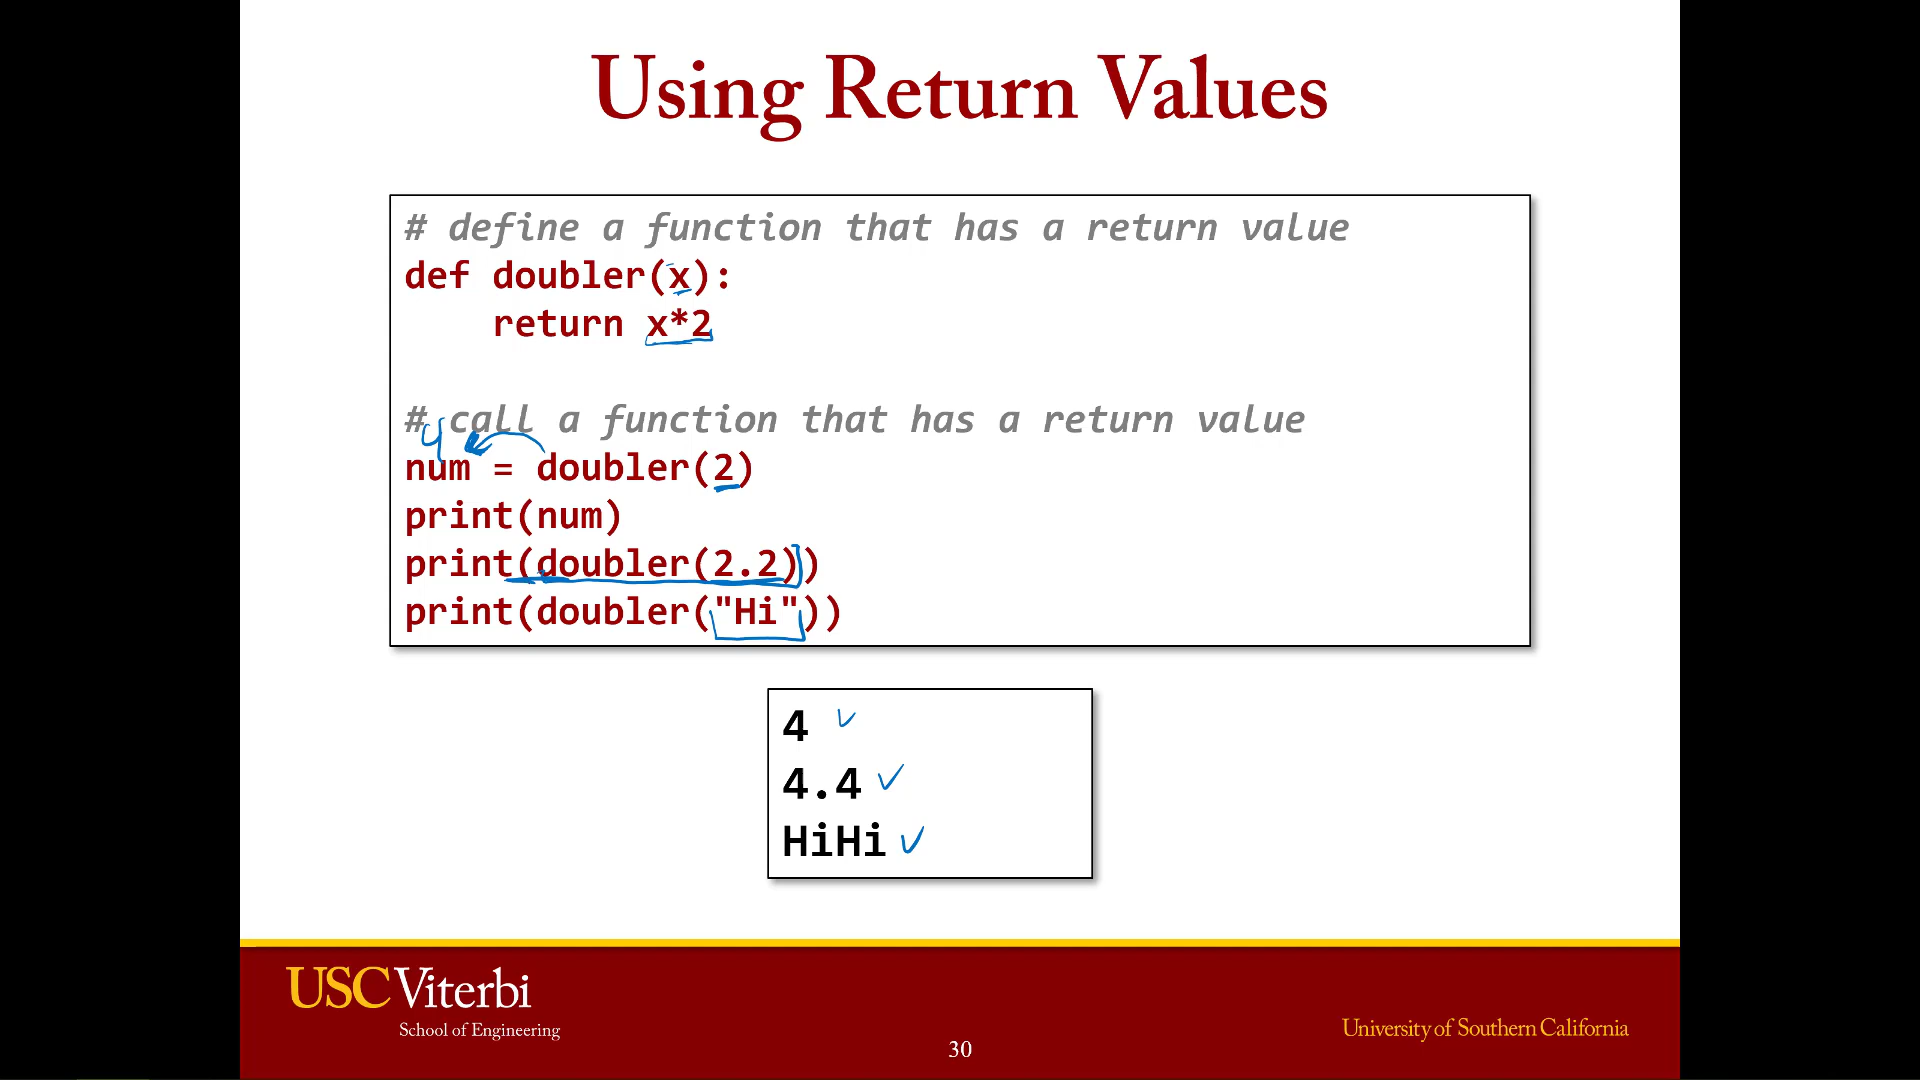 Using Return Values
# define a function that has a return value
def doubler(x):
    return x*2
# call a function that has a return value
4
num = doubler(2)
print(num)
print(doubler(2.2))
print(doubler("Hi"))
4
4.4
HiHi
USC Viterbi
School of Engineering
University of Southern California
30